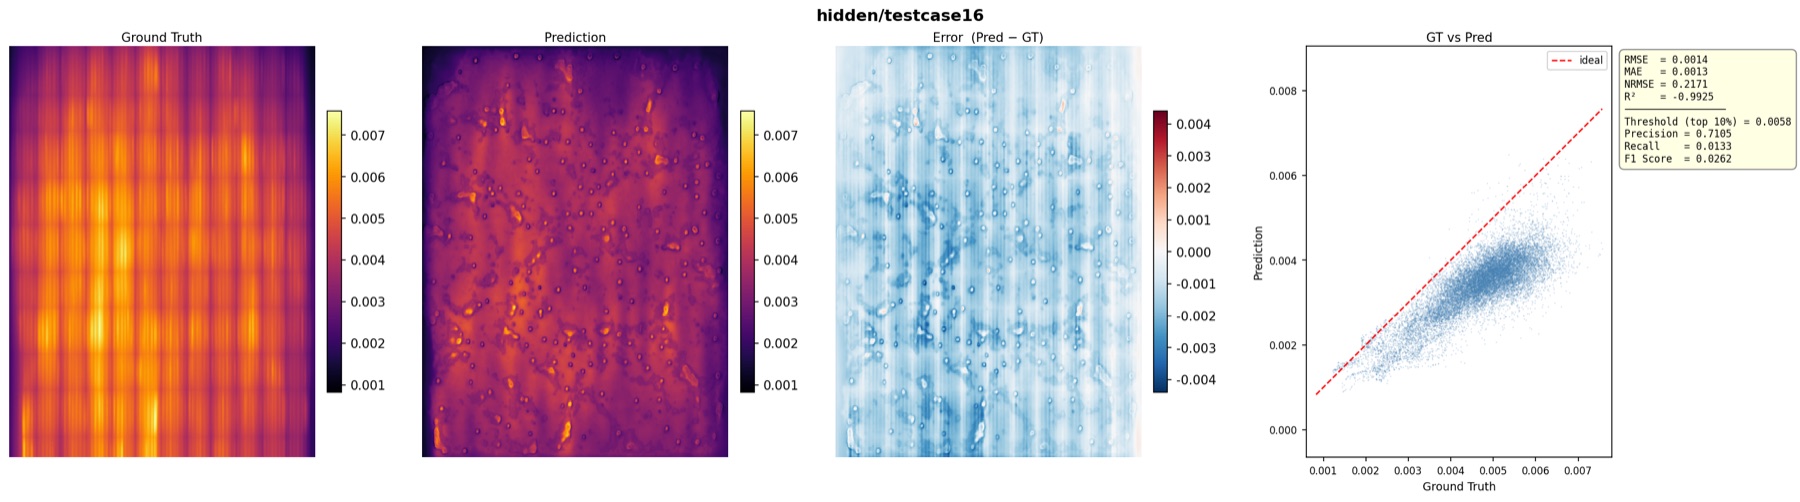 hidden/testcase16
Ground Truth
0.007
0.006
0.005
0.004
0.003
0.002
0.001
Prediction
0.007
0.006
0.005
0.004
0.003
0.002
0.001
Error (Pred − GT)
0.004
0.003
0.002
0.001
0.000
-0.001
-0.002
-0.003
-0.004
GT vs Pred
ideal
Prediction
0.008
0.006
0.004
0.002
0.000
0.001 0.002 0.003 0.004 0.005 0.006 0.007
Ground Truth
RMSE = 0.0014
MAE = 0.0013
NRMSE = 0.2171
R² = -0.9925
Threshold (top 10%) = 0.0058
Precision = 0.7105
Recall = 0.0133
F1 Score = 0.0262